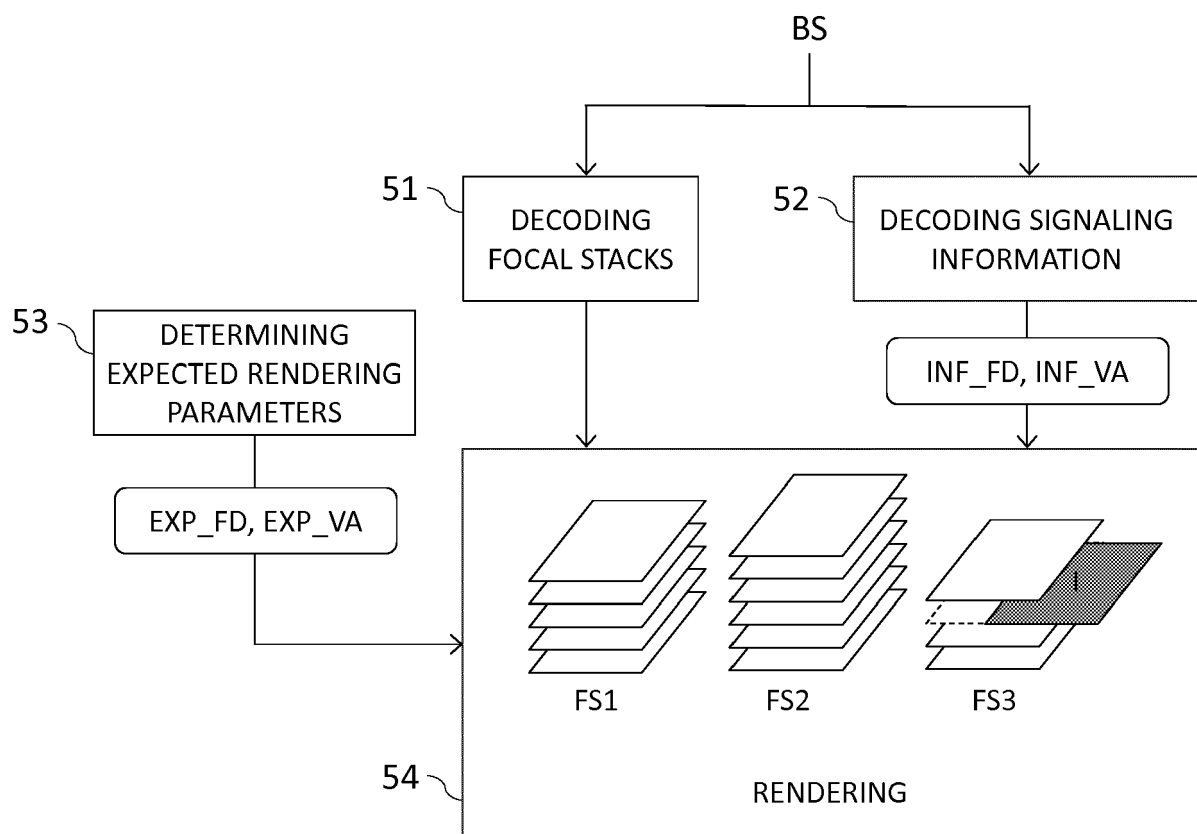 BS
51
DECODING
FOCAL STACKS
52
DECODING SIGNALING
INFORMATION
53
DETERMINING
EXPECTED RENDERING
PARAMETERS
INF_FD, INF_VA
EXP_FD, EXP_VA
I
FS1
FS2
FS3
54
RENDERING